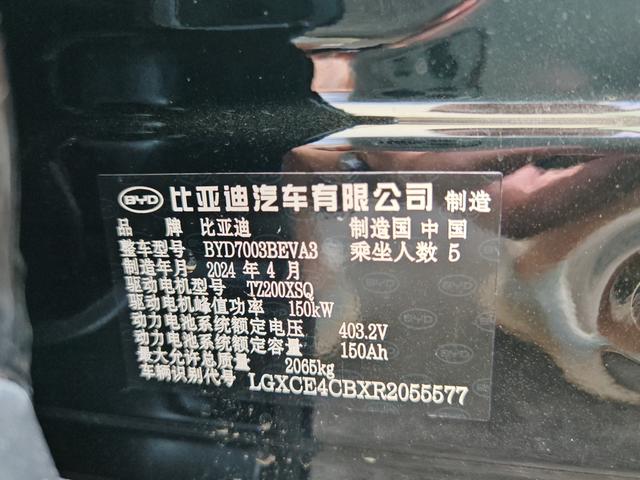 BYD 比亚迪汽车有限公司 制造
品牌 比亚迪 制造国 中国
整车型号 BYD7003BEVA3 乘坐人数 5
制造年月 2024 年 4 月
驱动电机型号 TZ200XSQ
驱动电机峰值功率 150kW
动力电池系统额定电压 403.2V
动力电池系统额定容量 150Ah
最大允许总质量 2065kg
车辆识别代号 LGXCE4CBXR2055577